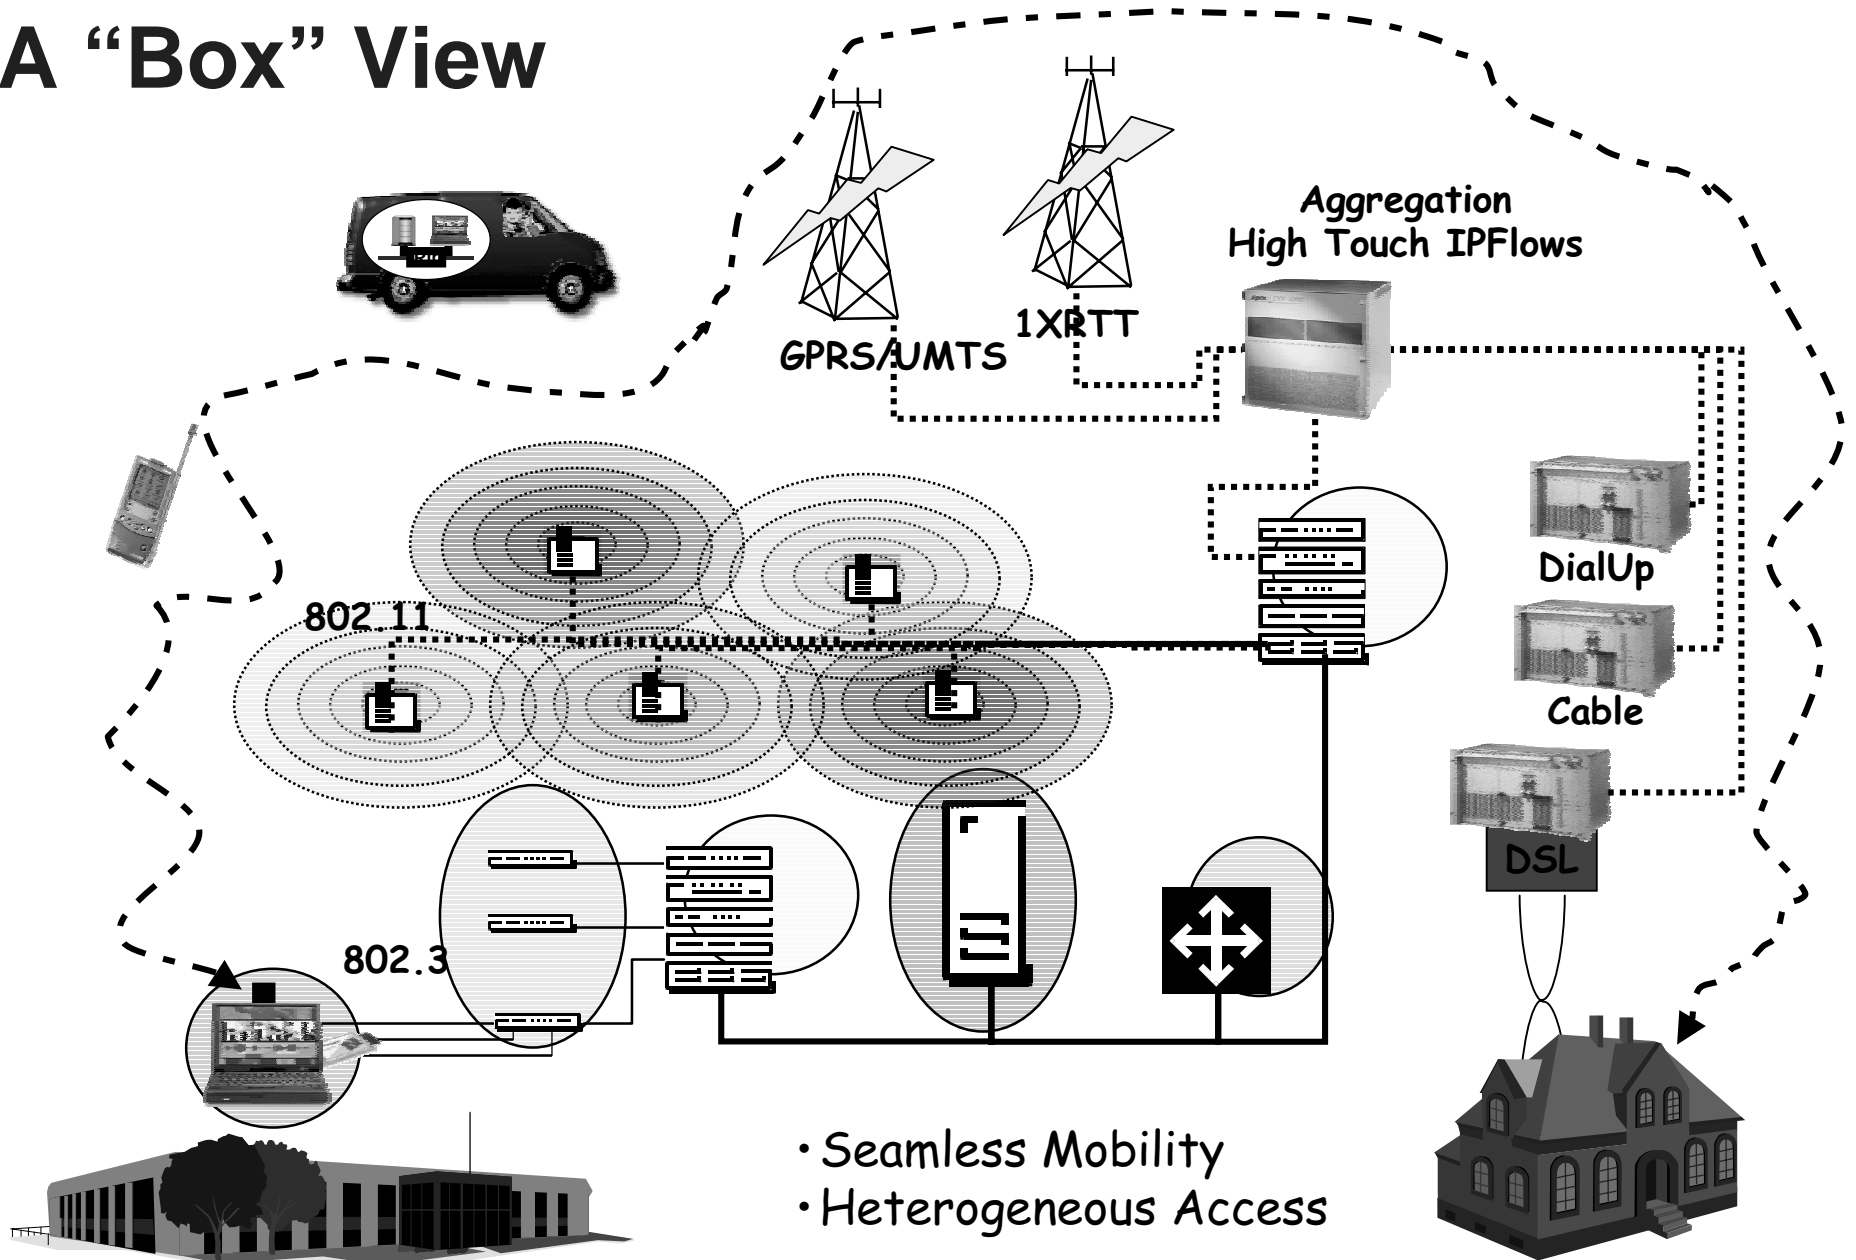 A “Box” View
Aggregation
High Touch IPFlows
1XRTT
GPRS/UMTS
DialUp
802.11
Cable
DSL
802.3
• Seamless Mobility
• Heterogeneous Access